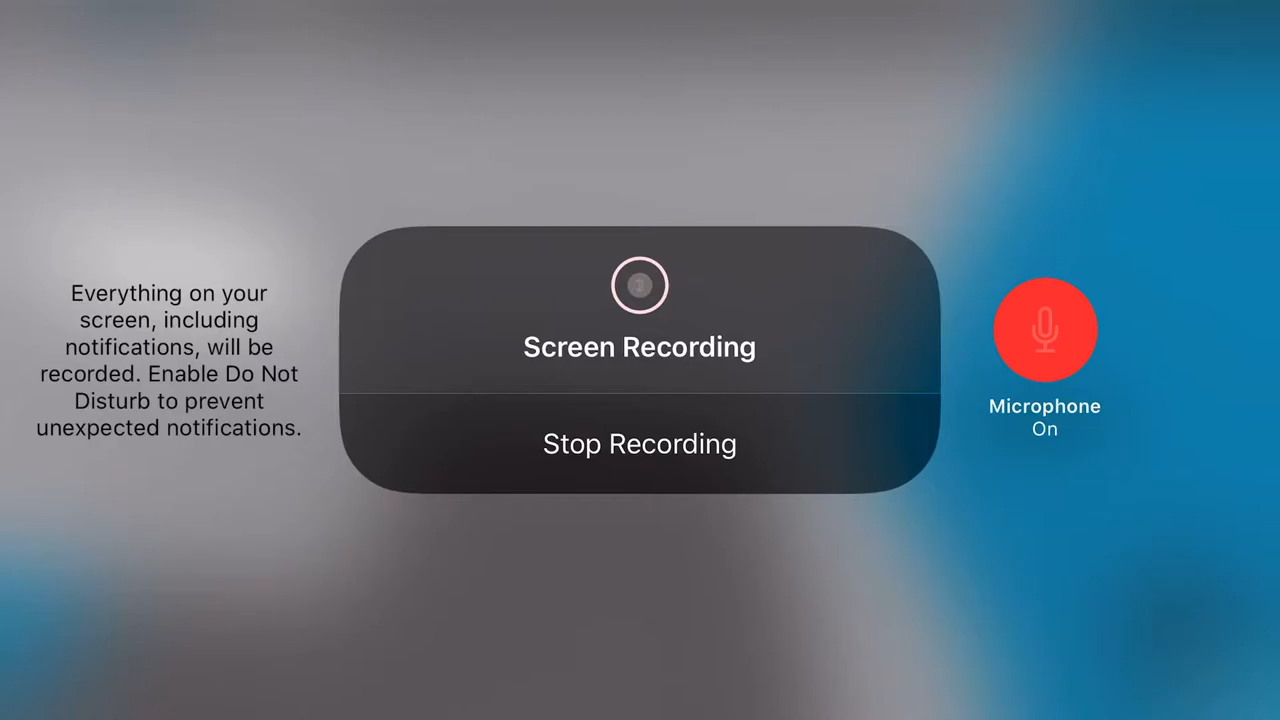 Everything on your
screen, including
notifications, will be
recorded. Enable Do Not
Disturb to prevent
unexpected notifications.
Screen Recording
Stop Recording
Microphone
On